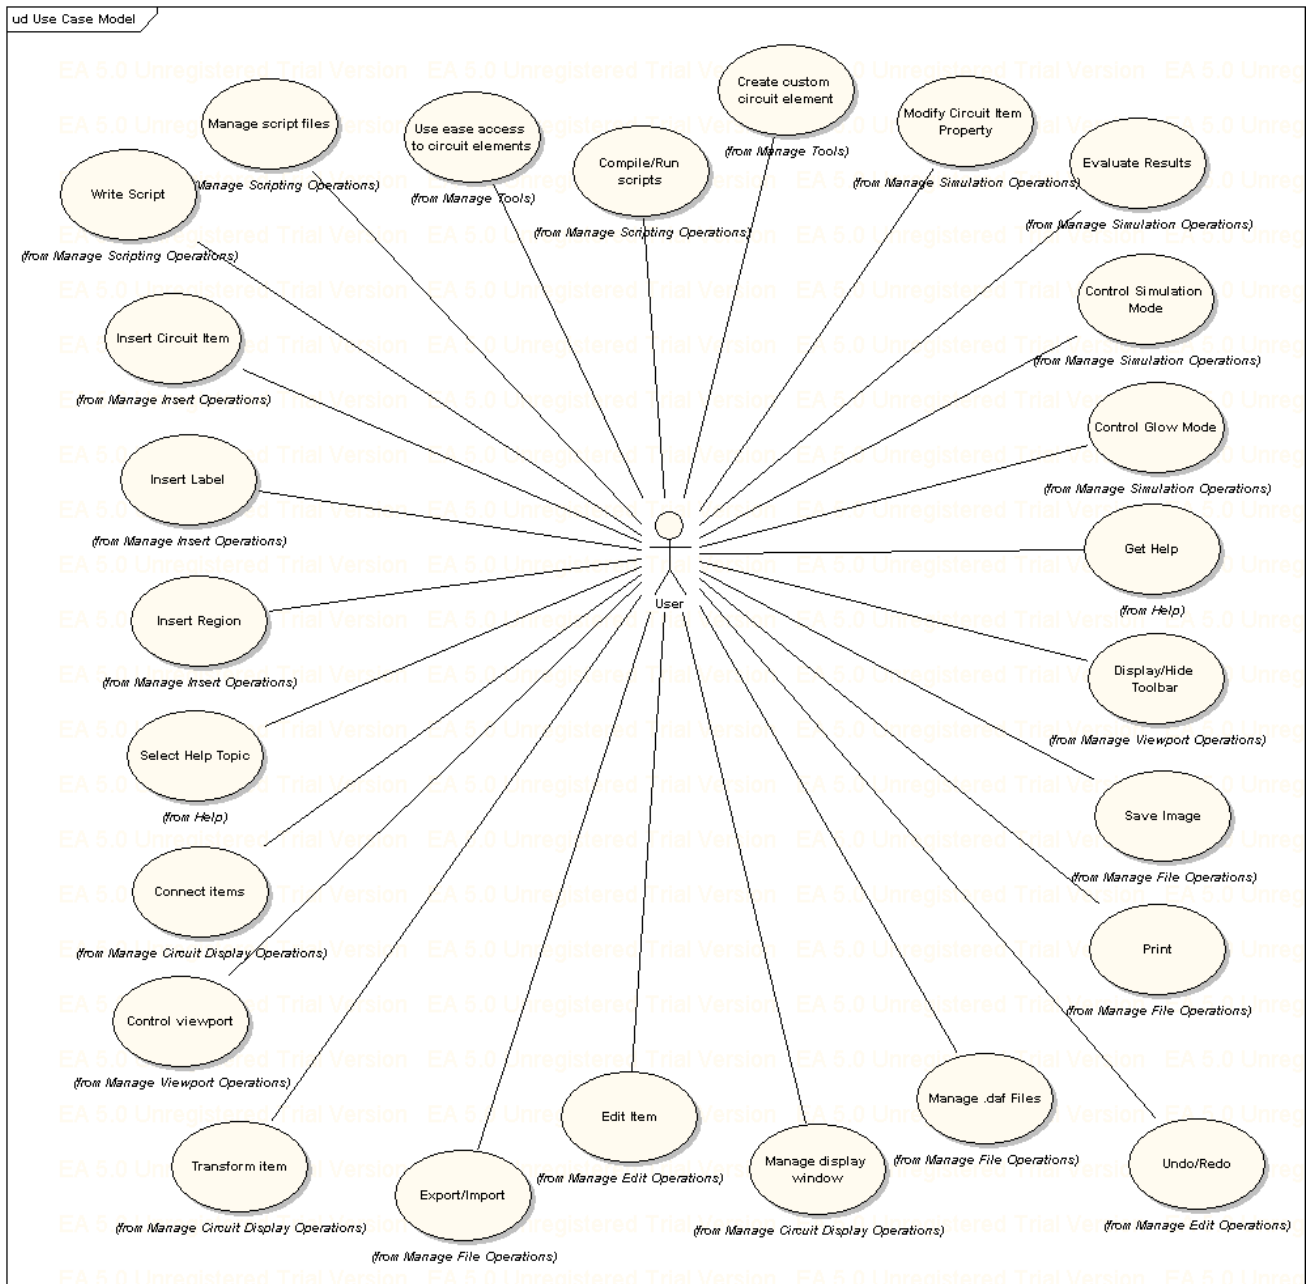 ud Use Case Model
EA 5.0 Unregistered Trial Version
Create custom
circuit element
(from Manage Tools)
Manage script files
(from Manage Scripting Operations)
Use ease access
to circuit elements
(from Manage Tools)
Modify Circuit Item
Property
(from Manage Simulation Operations)
Write Script
(from Manage Scripting Operations)
Compile/Run
scripts
(from Manage Scripting Operations)
Evaluate Results
(from Manage Simulation Operations)
Insert Circuit Item
(from Manage Insert Operations)
Control Simulation
Mode
(from Manage Simulation Operations)
Control Glow Mode
(from Manage Simulation Operations)
Insert Label
(from Manage Insert Operations)
Get Help
(from Help)
User
Insert Region
(from Manage Insert Operations)
Display/Hide
Toolbar
(from Manage Viewport Operations)
Select Help Topic
(from Help)
Save Image
(from Manage File Operations)
Connect items
(from Manage Circuit Display Operations)
Print
(from Manage File Operations)
Control viewport
(from Manage Viewport Operations)
Manage .daf Files
(from Manage File Operations)
Edit Item
(from Manage Edit Operations)
Transform item
(from Manage Circuit Display Operations)
Manage display
window
(from Manage Circuit Display Operations)
Undo/Redo
(from Manage Edit Operations)
Export/Import
(from Manage File Operations)